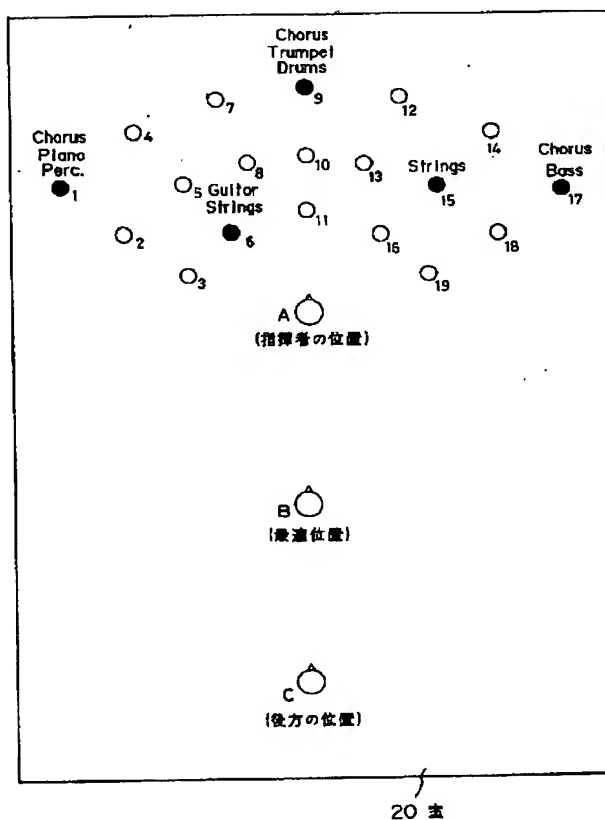 Chorus
Trumpet
Drums
9
7
12
4
14
Chorus
Piano
Perc.
1
8
10
13
5
Strings
15
Chorus
Bass
17
Guitor
Strings
6
11
2
16
18
3
19
A
(指揮者の位置)
B
(最適位置)
C
(後方の位置)
20 主